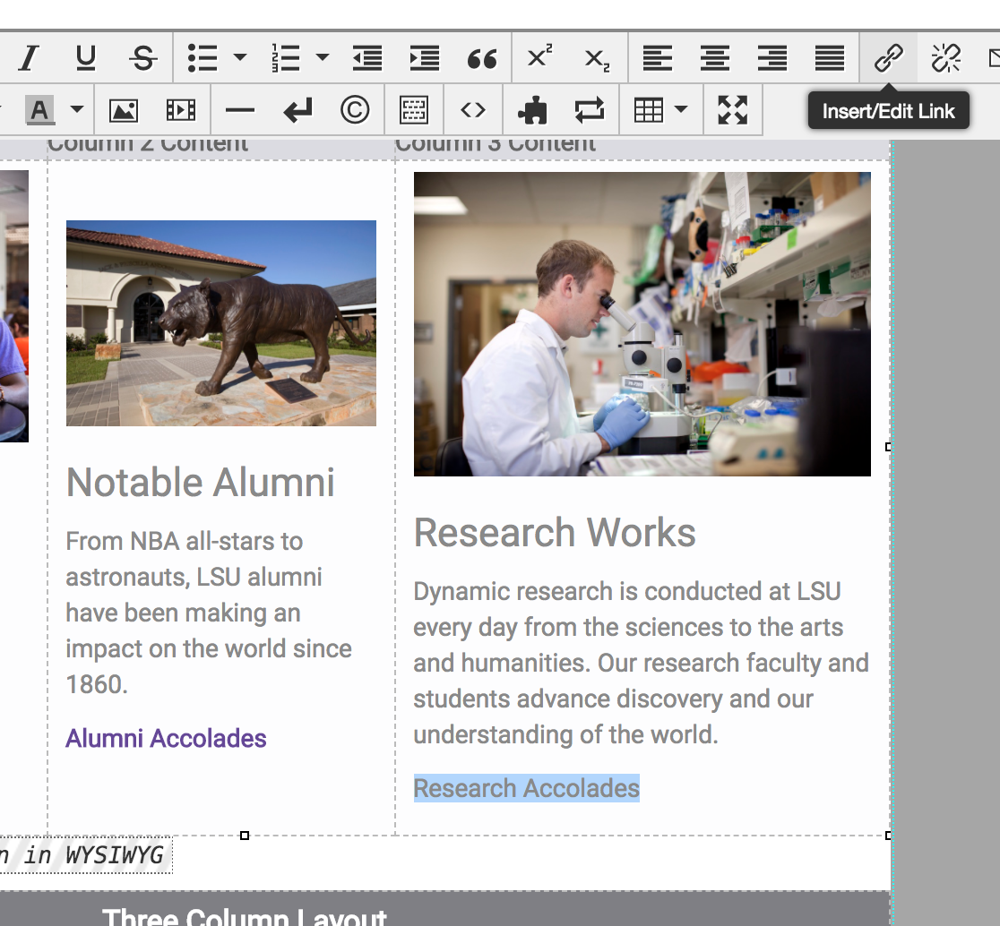 Insert/Edit Link
Column 2 Content
Column 3 Content
Notable Alumni
From NBA all-stars to
astronauts, LSU alumni
have been making an
impact on the world since
1860.
Alumni Accolades
Research Works
Dynamic research is conducted at LSU
every day from the sciences to the arts
and humanities. Our research faculty and
students advance discovery and our
understanding of the world.
Research Accolades
n in WYSIWYG
Three Column Layout